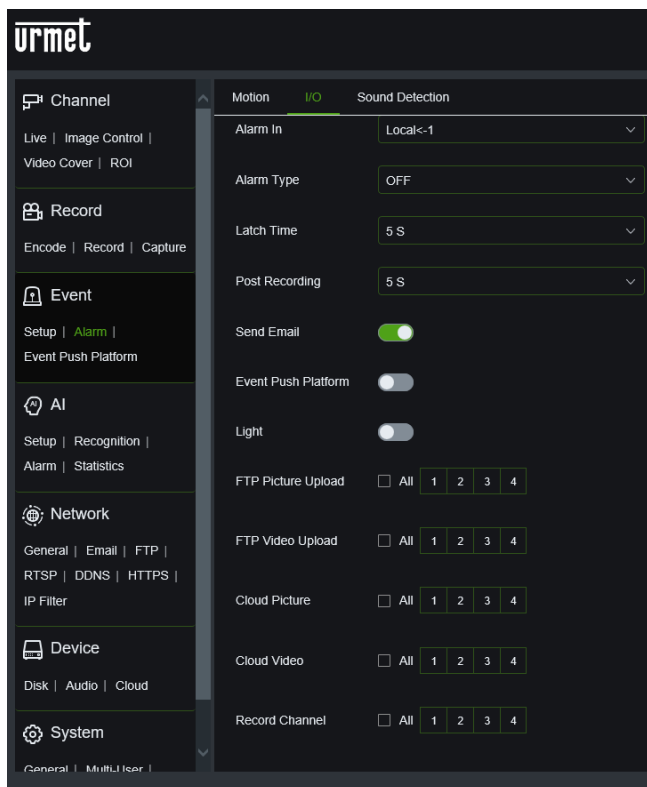 urmet
Channel
Live | Image Control |
Video Cover | ROI
Record
Encode | Record | Capture
Event
Setup | Alarm |
Event Push Platform
AI
Setup | Recognition |
Alarm | Statistics
Network
General | Email | FTP |
RTSP | DDNS | HTTPS |
IP Filter
Device
Disk | Audio | Cloud
System
General | Multi-User |
Motion I/O Sound Detection
Alarm In Local<-1
Alarm Type OFF
Latch Time 5 S
Post Recording 5 S
Send Email
Event Push Platform
Light
FTP Picture Upload All 1 2 3 4
FTP Video Upload All 1 2 3 4
Cloud Picture All 1 2 3 4
Cloud Video All 1 2 3 4
Record Channel All 1 2 3 4